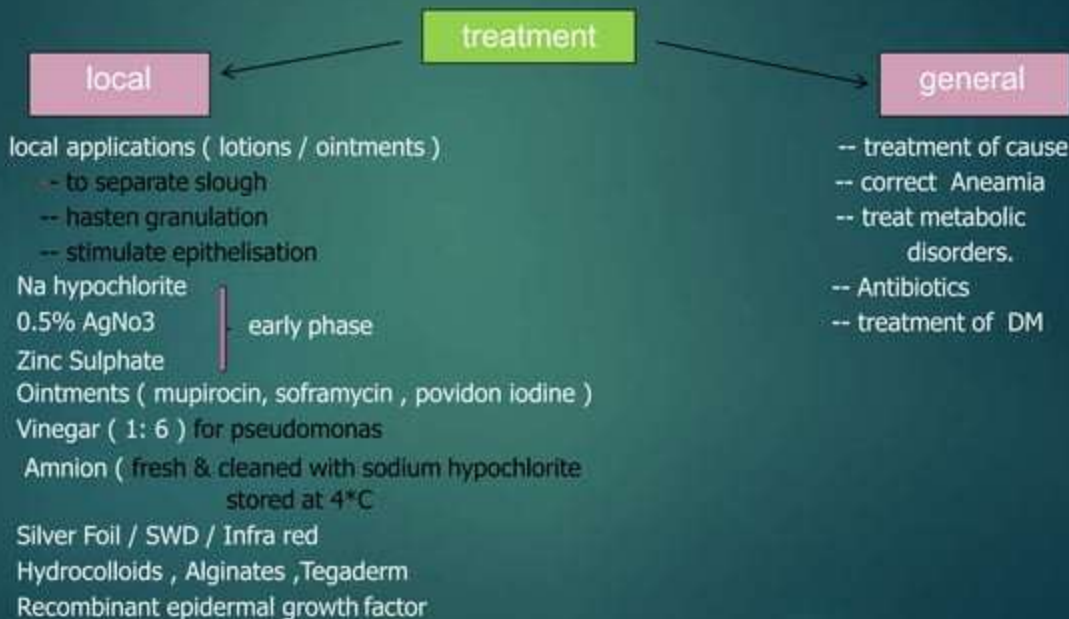 treatment
local
general
local applications ( lotions / ointments )
-- to separate slough
-- hasten granulation
-- stimulate epithelisation
Na hypochlorite
0.5% AgNo3
Zinc Sulphate
early phase
Ointments ( mupirocin, soframycin , povidon iodine )
Vinegar ( 1: 6 ) for pseudomonas
Amnion ( fresh & cleaned with sodium hypochlorite
stored at 4*C
Silver Foil / SWD / Infra red
Hydrocolloids , Alginates ,Tegaderm
Recombinant epidermal growth factor
-- treatment of cause
-- correct Aneamia
-- treat metabolic
disorders.
-- Antibiotics
-- treatment of DM